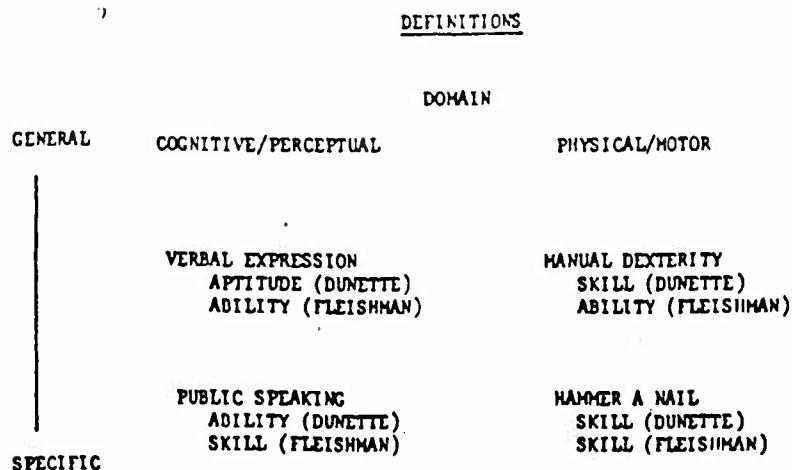 DEFINITIONS
DOMAIN
GENERAL COGNITIVE/PERCEPTUAL PHYSICAL/MOTOR
VERBAL EXPRESSION MANUAL DEXTERITY
APTITUDE (DUNETTE) SKILL (DUNETTE)
ABILITY (FLEISHMAN) ABILITY (FLEISHMAN)
PUBLIC SPEAKING HAMMER A NAIL
ABILITY (DUNETTE) SKILL (DUNETTE)
SKILL (FLEISHMAN) SKILL (FLEISHMAN)
SPECIFIC